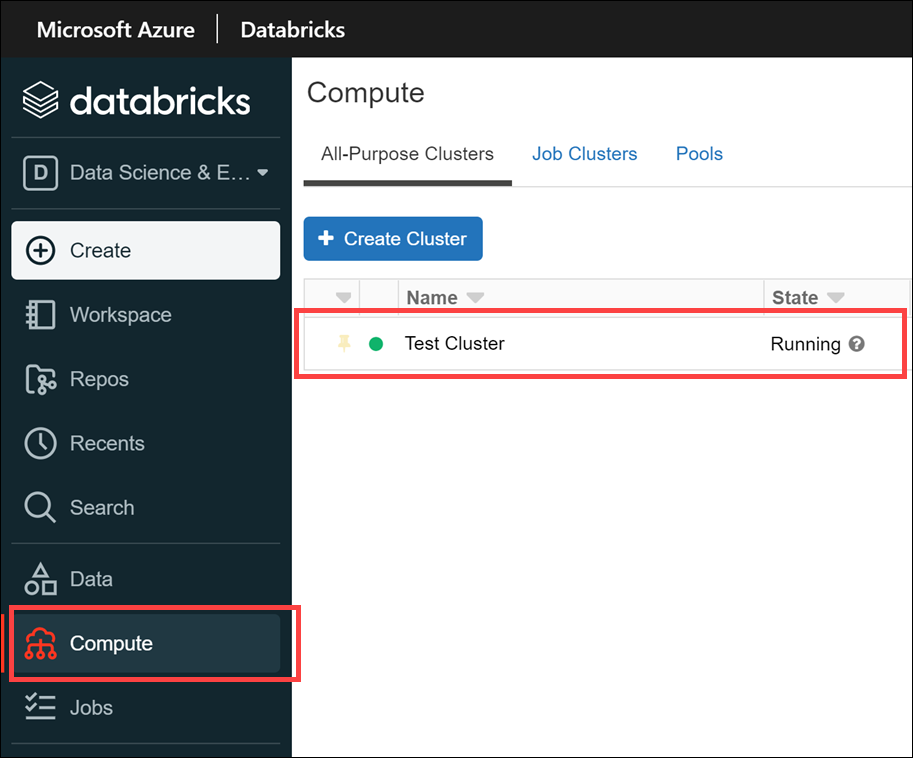 Microsoft Azure | Databricks
databricks
D Data Science & E...
Create
Workspace
Repos
Recents
Search
Data
Compute
Jobs
Compute
All-Purpose Clusters Job Clusters Pools
+ Create Cluster
Name State
Test Cluster Running ?